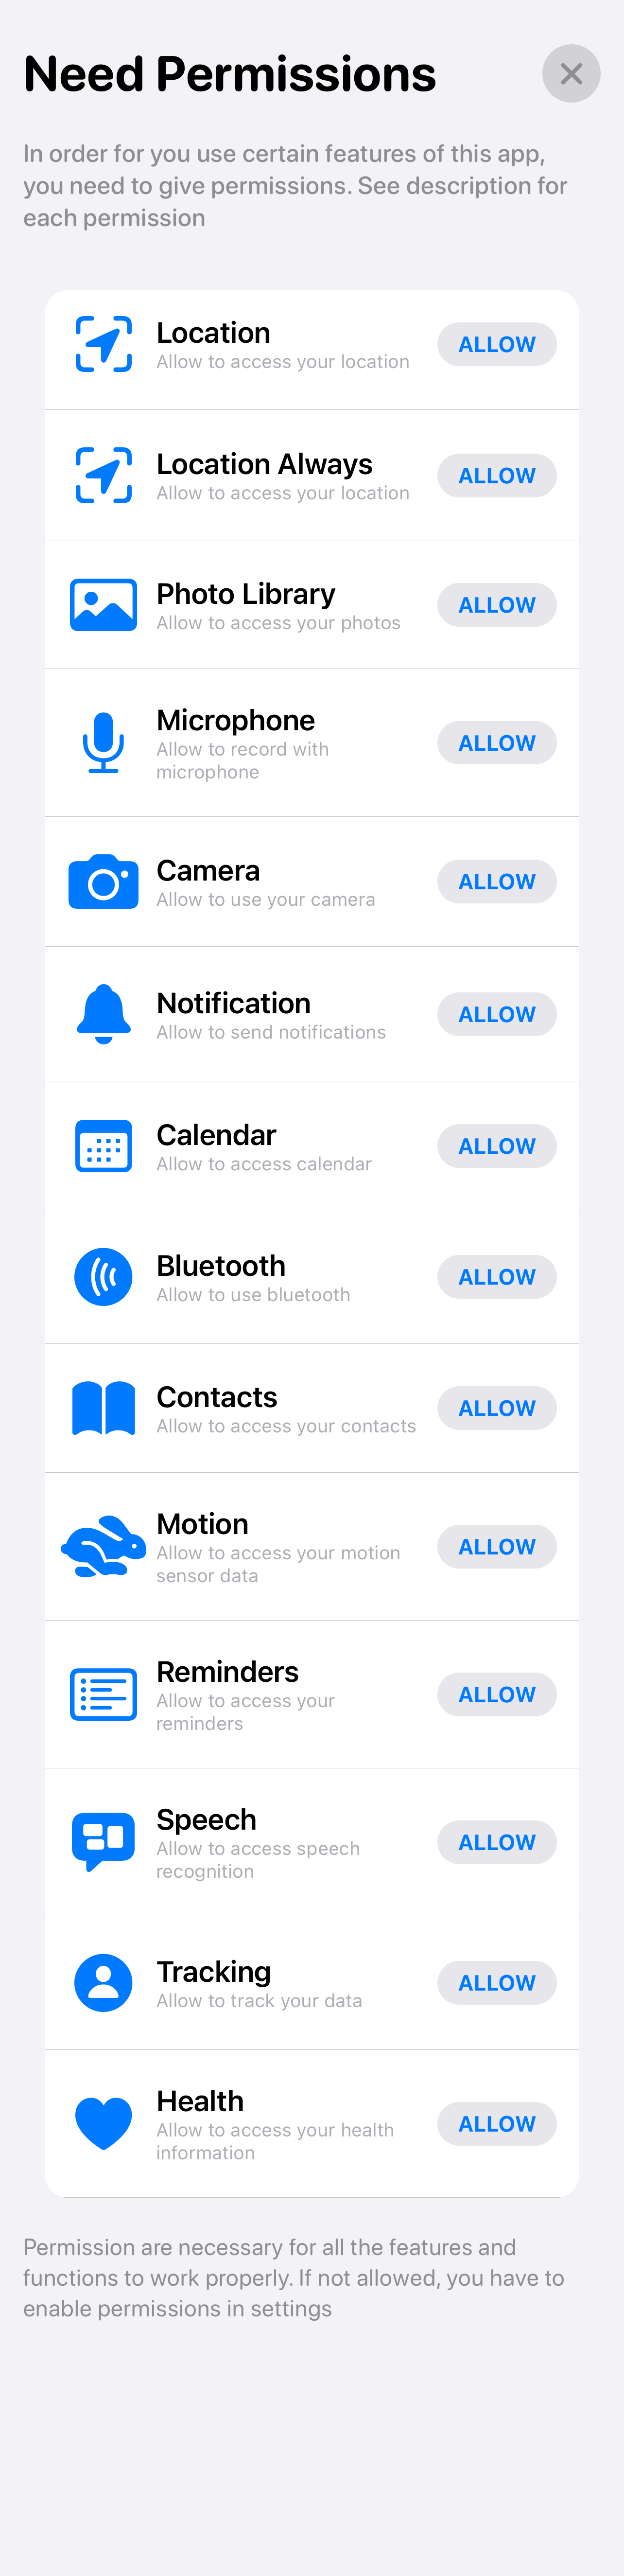 Need Permissions
In order for you use certain features of this app,
you need to give permissions. See description for
each permission
Location
Allow to access your location
ALLOW
Location Always
Allow to access your location
ALLOW
Photo Library
Allow to access your photos
ALLOW
Microphone
Allow to record with
microphone
ALLOW
Camera
Allow to use your camera
ALLOW
Notification
Allow to send notifications
ALLOW
Calendar
Allow to access calendar
ALLOW
Bluetooth
Allow to use bluetooth
ALLOW
Contacts
Allow to access your contacts
ALLOW
Motion
Allow to access your motion
sensor data
ALLOW
Reminders
Allow to access your
reminders
ALLOW
Speech
Allow to access speech
recognition
ALLOW
Tracking
Allow to track your data
ALLOW
Health
Allow to access your health
information
ALLOW
Permission are necessary for all the features and
functions to work properly. If not allowed, you have to
enable permissions in settings